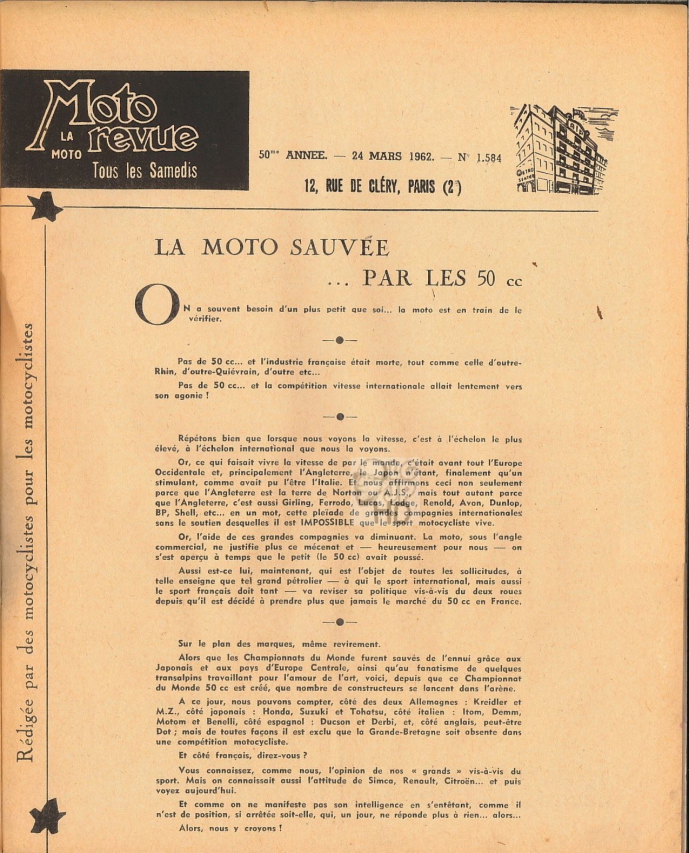 Moto
revue
LA
MOTO
Tous les Samedis
50me ANNEE. — 24 MARS 1962. — N° 1.584
12, RUE DE CLÉRY, PARIS (2e)
LA MOTO SAUVÉE
... PAR LES 50 cc
ON a souvent besoin d'un plus petit que soi... la moto est en train de le
vérifier.
Pas de 50 cc... et l'industrie française était morte, tout comme celle d'outre-
Rhin, d'outre-Quiévrain, d'outre etc...
Pas de 50 cc... et la compétition vitesse internationale allait lentement vers
son agonie !
Répétons bien que lorsque nous voyons la vitesse, c'est à l'échelon le plus
élevé, à l'échelon international que nous la voyons.
Or, ce qui faisait vivre la vitesse de par le monde, c'était avant tout l'Europe
Occidentale et, principalement l'Angleterre, le Japon n'étant, finalement qu'un
stimulant, comme avait pu l'être l'Italie. Et nous affirmons ceci non seulement
parce que l'Angleterre est la terre de Norton, A.J.S., mais tout autant parce
que l'Angleterre, c'est aussi Girling, Ferrodo, Lucas, Lodge, Renold, Avon, Dunlop,
BP, Shell, etc... en un mot, cette pleïade de grandes compagnies internationales
sans le soutien desquelles il est IMPOSSIBLE que le sport motocycliste vive.
Or, l'aide de ces grandes compagnies va diminuant. La moto, sous l'angle
commercial, ne justifie plus ce mécenat et — heureusement pour nous — on
s'est aperçu à temps que le petit (le 50 cc) avait poussé.
Aussi est-ce lui, maintenant, qui est l'objet de toutes les sollicitudes, à
telle enseigne que tel grand pétrolier — à qui le sport international, mais aussi
le sport français doit tant — va reviser sa politique vis-à-vis du deux roues
depuis qu'il est décidé à prendre plus que jamais le marché du 50 cc en France.
Sur le plan des marques, même revirement.
Alors que les Championnats du Monde furent sauvés de l'ennui grâce aux
Japonais et aux pays d'Europe Centrale, ainsi qu'au fanatisme de quelques
transalpins travaillant pour l'amour de l'art, voici, depuis que ce Championnat
du Monde 50 cc est créé, que nombre de constructeurs se lancent dans l'arène.
A ce jour, nous pouvons compter, côté des deux Allemagnes : Kreidler et
M.Z., côté japonais : Honda, Suzuki et Tohatsu, côté italien : Itom, Demm,
Motom et Benelli, côté espagnol : Ducson et Derbi, et, côté anglais, peut-être
Dot ; mais de toutes façons il est exclu que la Grande-Bretagne soit absente dans
une compétition motocycliste.
Et côté français, direz-vous ?
Vous connaissez, comme nous, l'opinion de nos « grands » vis-à-vis du
sport. Mais on connaissait aussi l'attitude de Simca, Renault, Citroën... et puis
voyez aujourd'hui.
Et comme on ne manifeste pas son intelligence en s'entêtant, comme il
n'est de position, si arrêtée soit-elle, qui, un jour, ne réponde plus à rien... alors...
Alors, nous y croyons !
Rédigée par des motocyclistes pour les motocyclistes